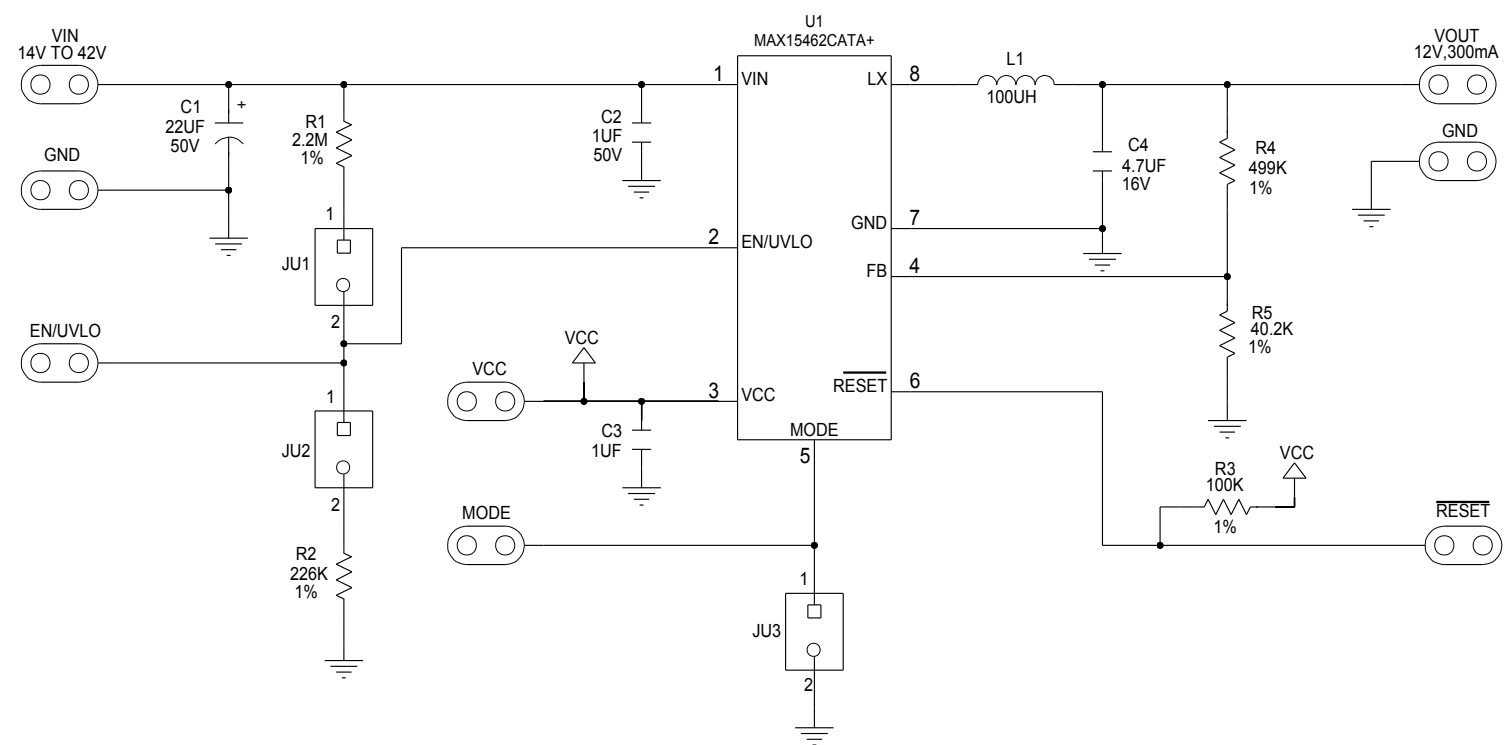 U1
MAX15462CATA+
VIN
14V TO 42V
1
VIN
LX
8
L1
100UH
VOUT
12V,300mA
C1
22UF
50V
+
R1
2.2M
1%
C2
1UF
50V
C4
4.7UF
16V
R4
499K
1%
GND
GND
1
JU1
2
2
EN/UVLO
GND
7
FB
4
R5
40.2K
1%
EN/UVLO
VCC
VCC
3
VCC
RESET
6
C3
1UF
MODE
5
1
JU2
2
R2
226K
1%
MODE
R3
100K
1%
VCC
RESET
1
JU3
2